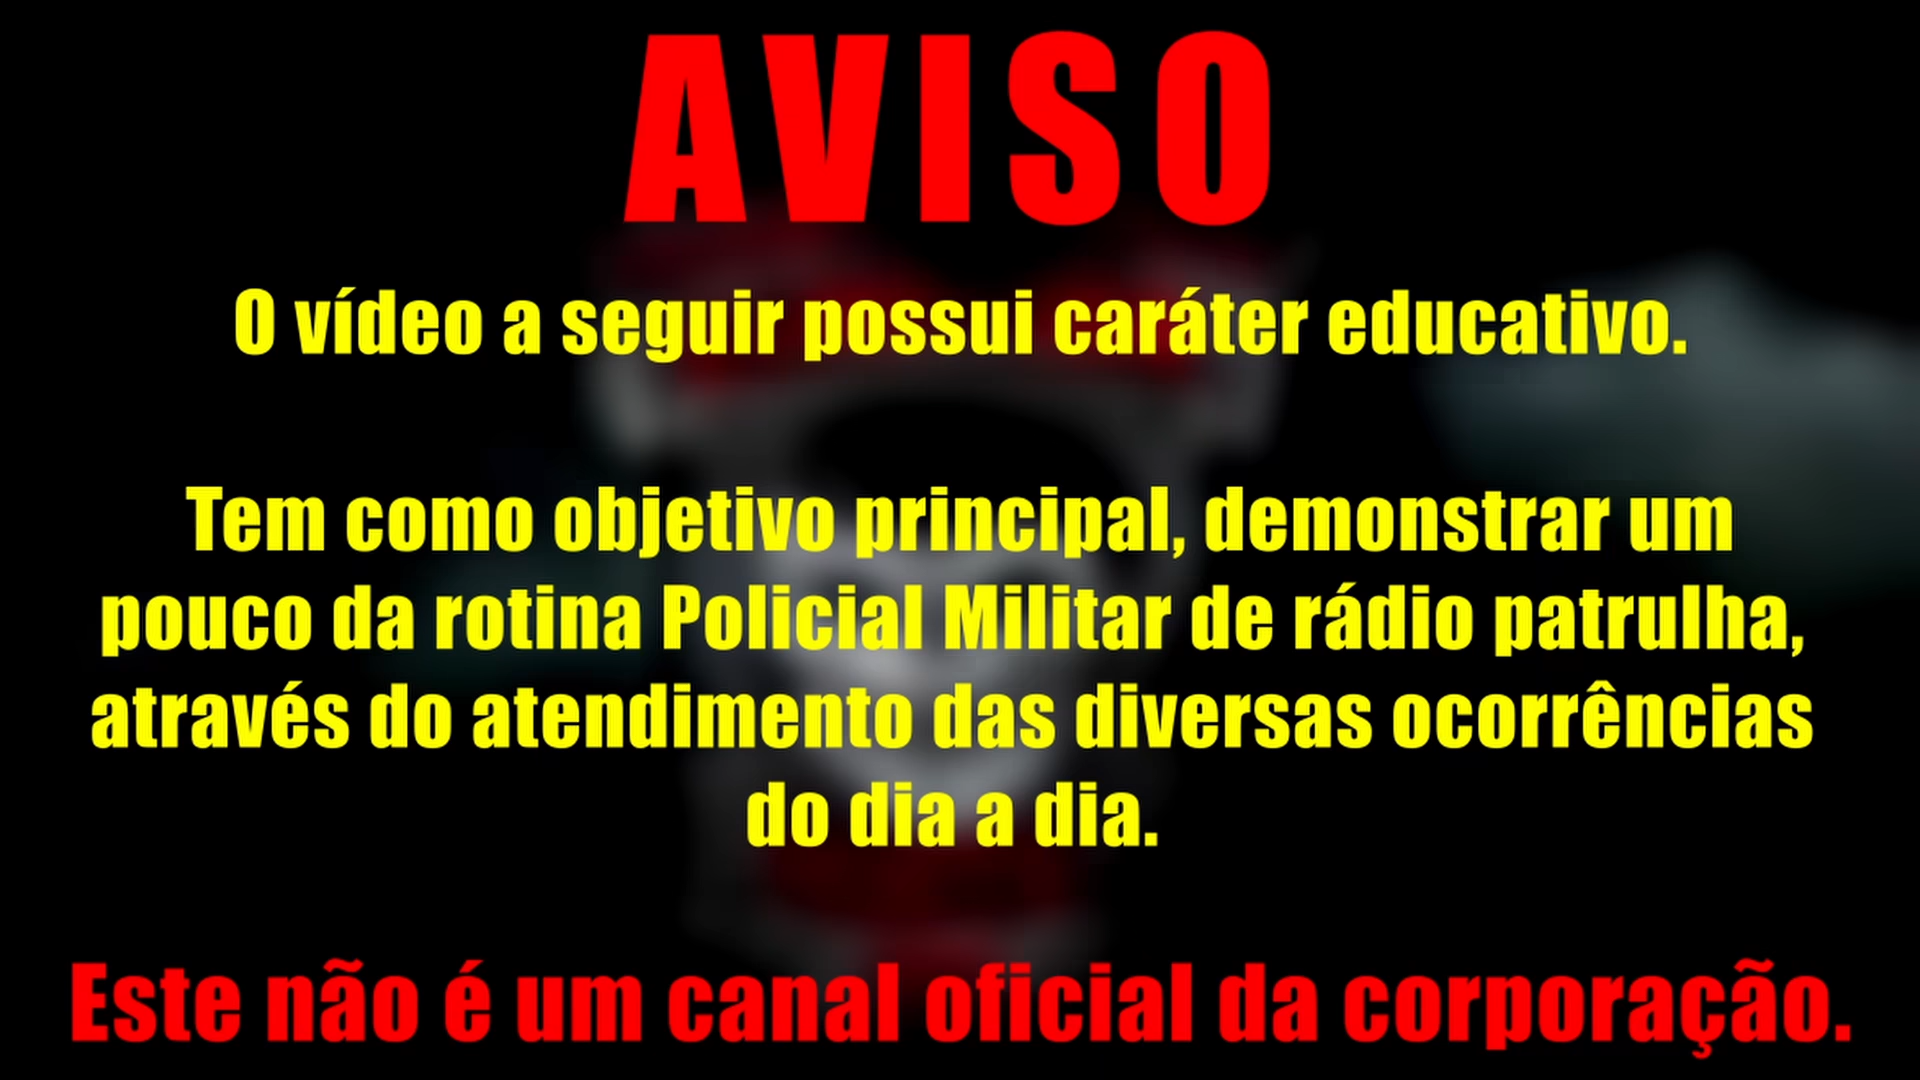 AVISO
O vídeo a seguir possui caráter educativo.
Tem como objetivo principal, demonstrar um
pouco da rotina Policial Militar de rádio patrulha,
através do atendimento das diversas ocorrências
do dia a dia.
Este não é um canal oficial da corporação.